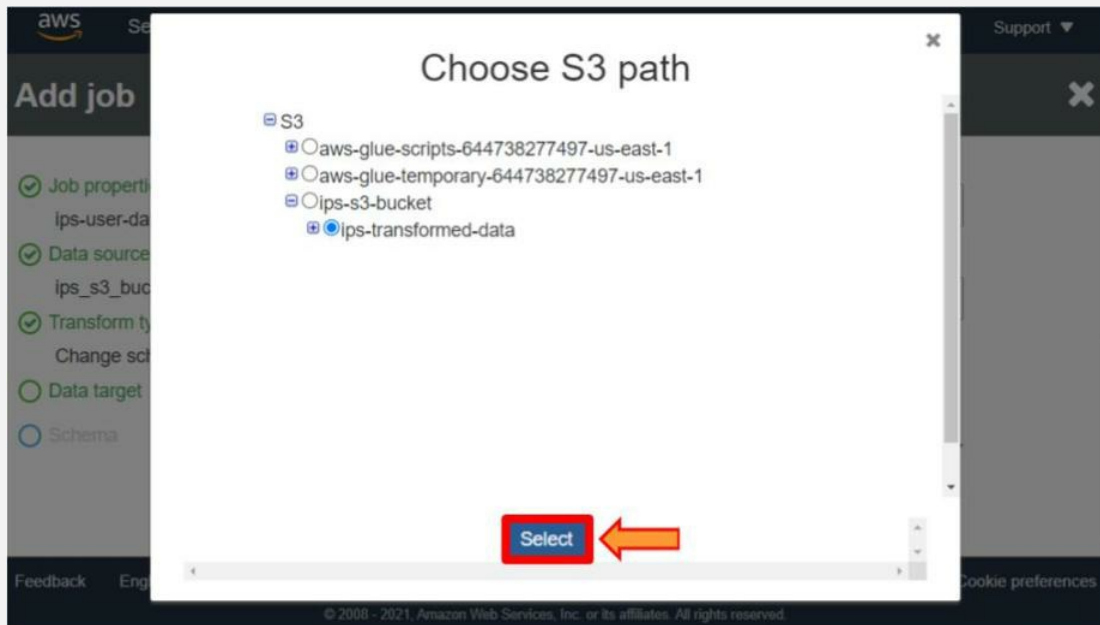 aws
Se
Support
Choose S3 path
Add job
S3
aws-glue-scripts-644738277497-us-east-1
aws-glue-temporary-644738277497-us-east-1
ips-s3-bucket
ips-transformed-data
Job properti
ips-user-da
Data source
ips_s3_buc
Transform ty
Change sch
Data target
Schema
Select
Feedback
Eng
Cookie preferences
© 2008 - 2021, Amazon Web Services, Inc. or its affiliates. All rights reserved.